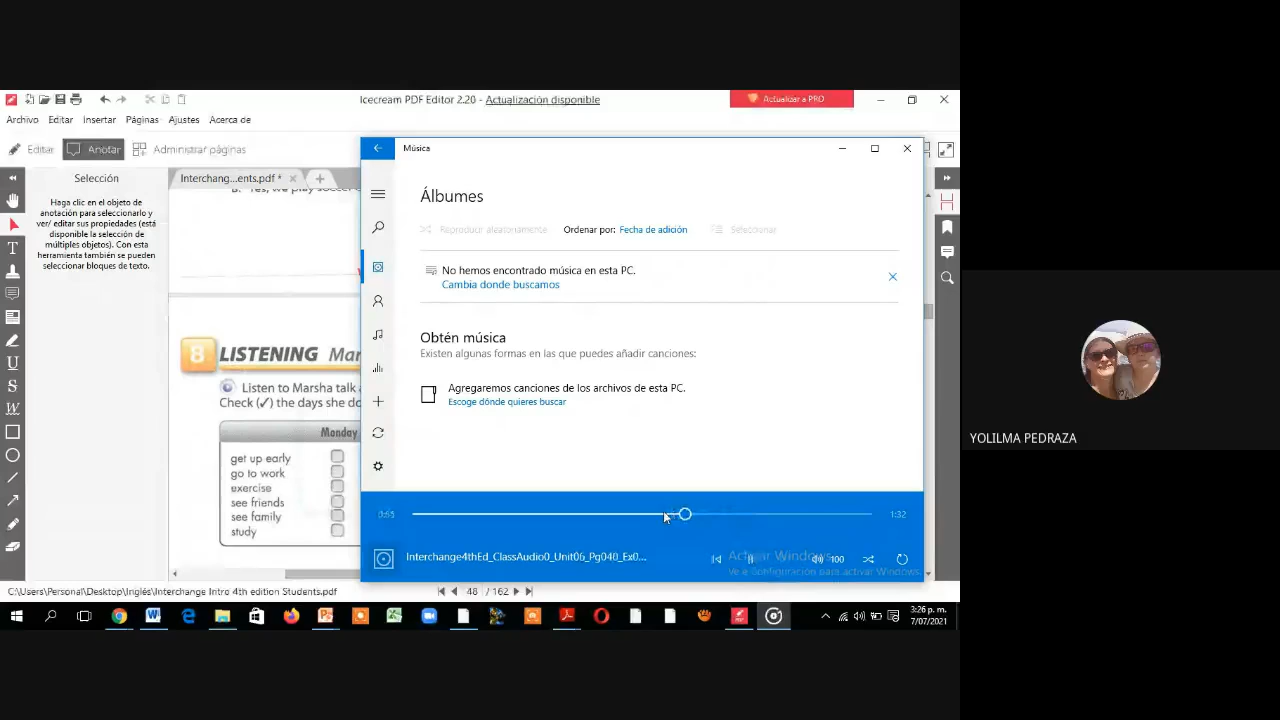 Icecream PDF Editor 2.20 - Actualización disponible
Actualizar a PRO
Archivo Editar Insertar Páginas Ajustes Acerca de
Editar Anotar Administrar páginas
Selección
Haga clic en el objeto de
anotación para seleccionarlo y
ver/ editar sus propiedades (está
disponible la selección de
múltiples objetos). Con esta
herramienta también se pueden
seleccionar bloques de texto.
Interchang...ents.pdf *
B: Yes, we play soccer
8 LISTENING Mar
Listen to Marsha talk
Check (✓) the days she do
Monday
get up early
go to work
exercise
see friends
see family
study
Música
Álbumes
Reproducir aleatoriamente Ordenar por: Fecha de adición Seleccionar
No hemos encontrado música en esta PC.
Cambia donde buscamos
Obtén música
Existen algunas formas en las que puedes añadir canciones:
Agregaremos canciones de los archivos de esta PC.
Escoge dónde quieres buscar
1:32
Interchange4thEd_ClassAudio0_Unit06_Pg040_Ex0...
100
Activar Windows
Ve a Configuración para activar Windows.
C:\Users\Personal\Desktop\Inglés\Interchange Intro 4th edition Students.pdf
48 / 162
3:26 p. m.
7/07/2021
YOLILMA PEDRAZA